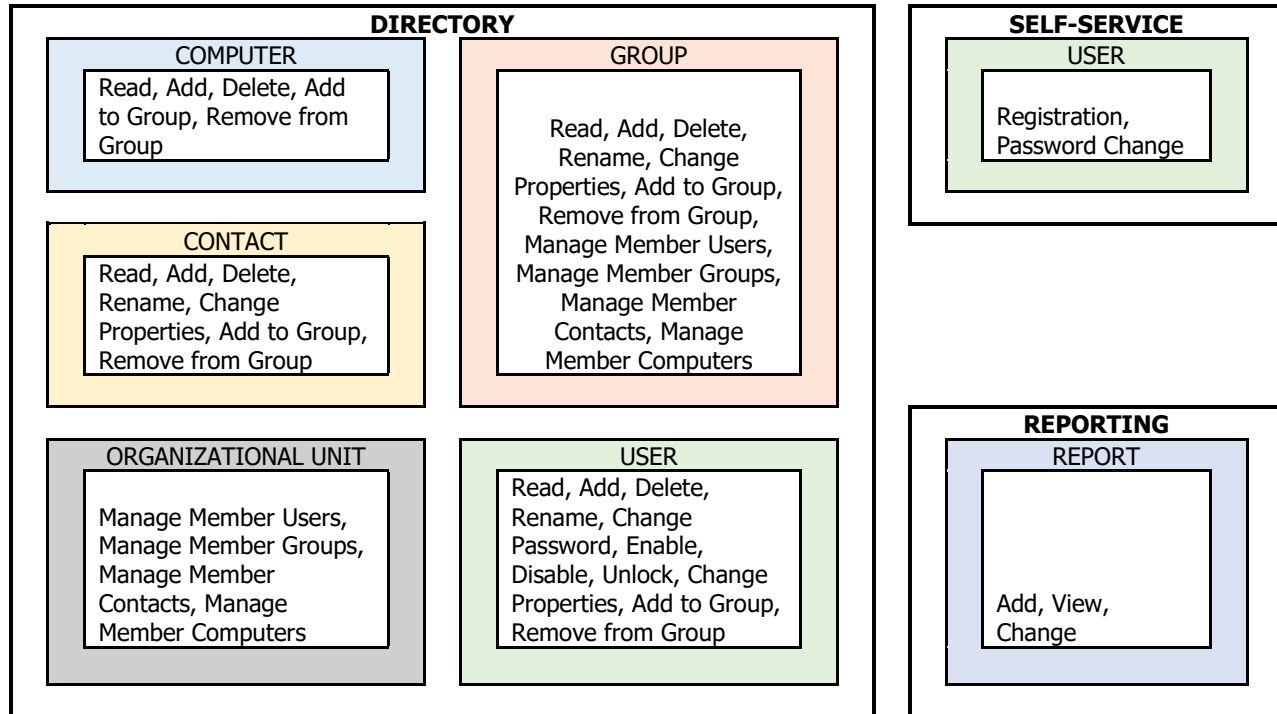 DIRECTORY
COMPUTER
Read, Add, Delete, Add
to Group, Remove from
Group
GROUP
Read, Add, Delete,
Rename, Change
Properties, Add to Group,
Remove from Group,
Manage Member Users,
Manage Member Groups,
Manage Member
Contacts, Manage
Member Computers
CONTACT
Read, Add, Delete,
Rename, Change
Properties, Add to Group,
Remove from Group
ORGANIZATIONAL UNIT
Manage Member Users,
Manage Member Groups,
Manage Member
Contacts, Manage
Member Computers
USER
Read, Add, Delete,
Rename, Change
Password, Enable,
Disable, Unlock, Change
Properties, Add to Group,
Remove from Group
SELF-SERVICE
USER
Registration,
Password Change
REPORTING
REPORT
Add, View,
Change